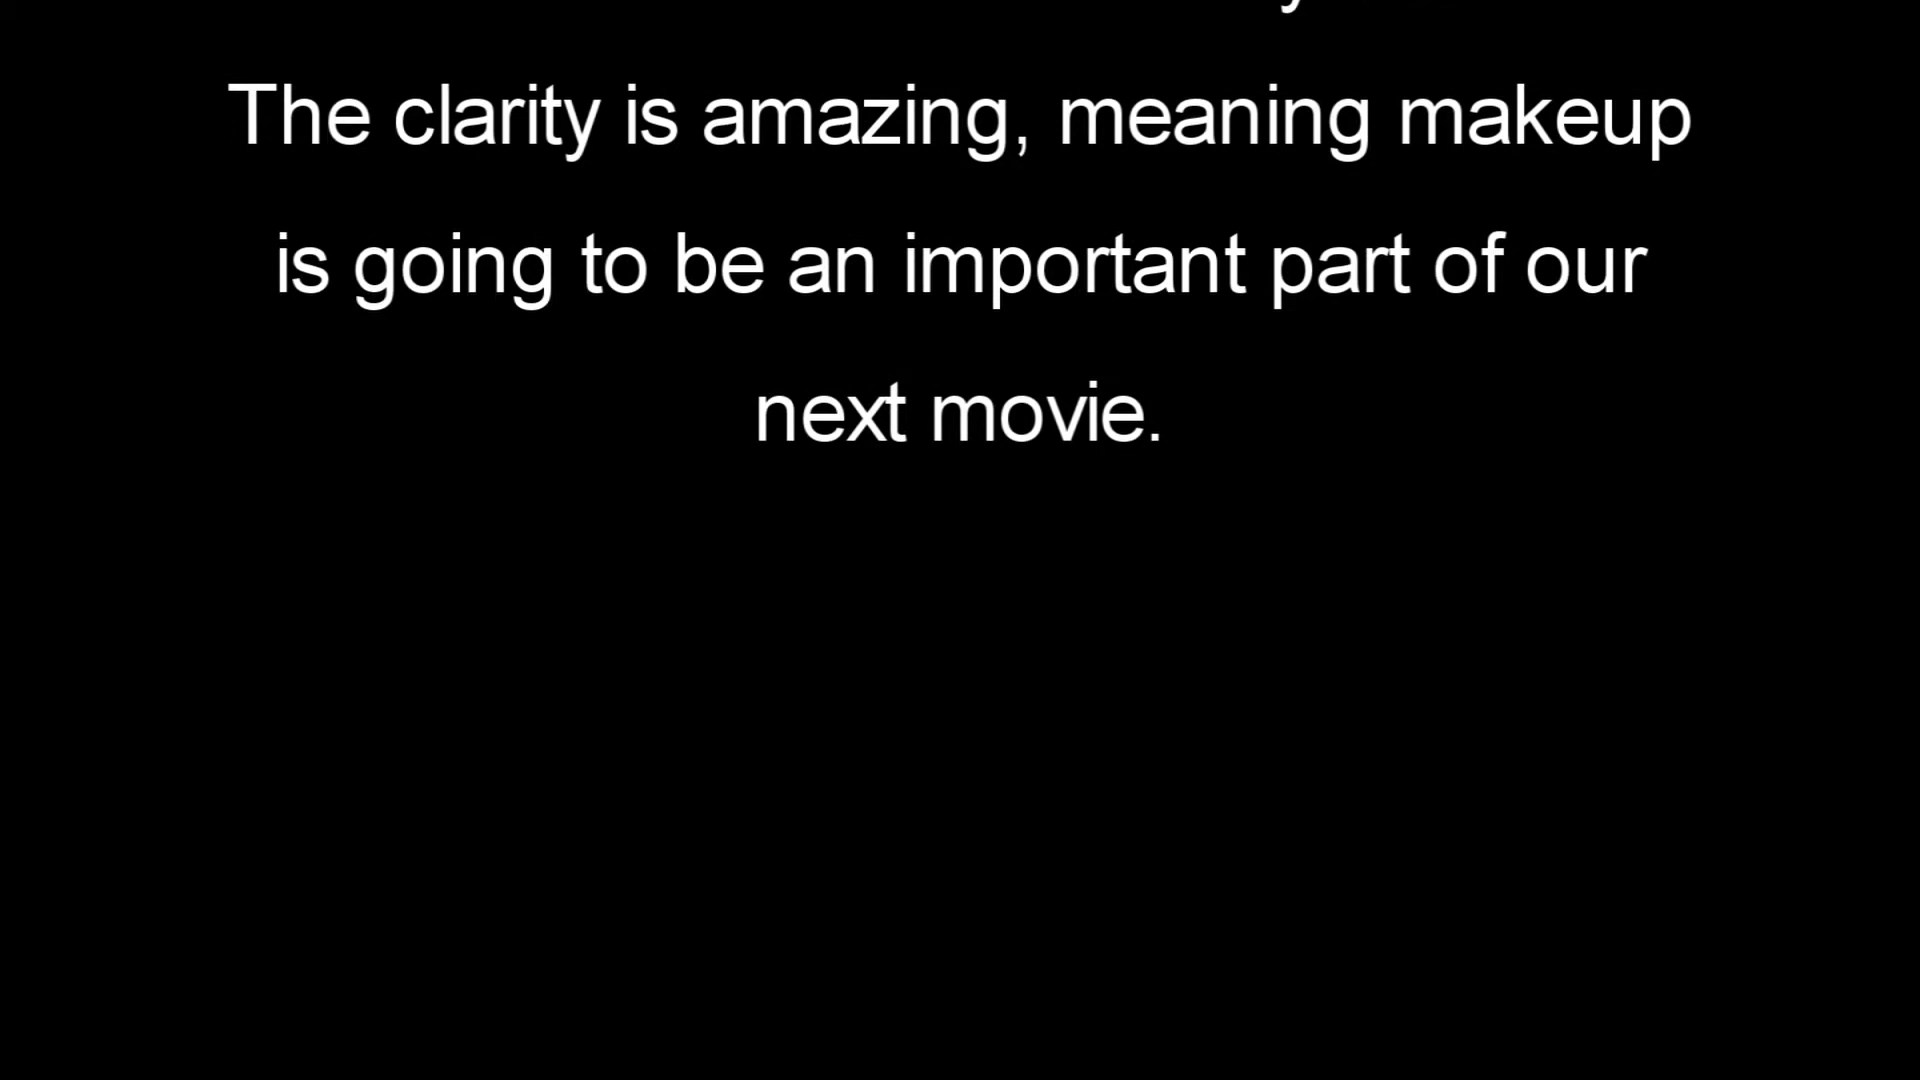 The clarity is amazing, meaning makeup
is going to be an important part of our
next movie.